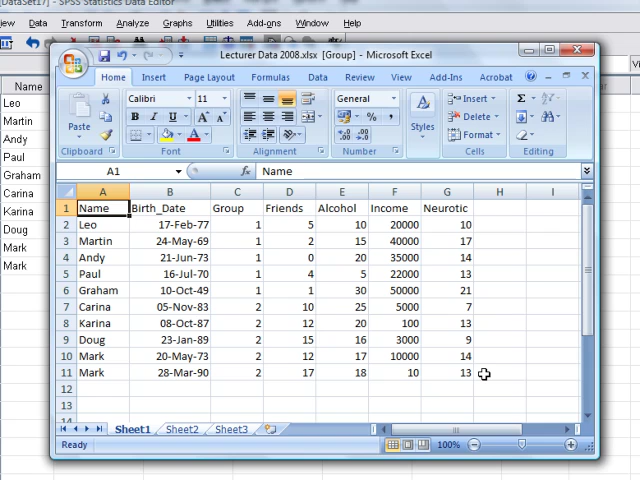 [DataSet17] - SPSS Statistics Data Editor
Data Transform Analyze Graphs Utilities Add-ons Window Help
Name
Leo
Martin
Andy
Paul
Graham
Carina
Karina
Doug
Mark
Mark
Lecturer Data 2008.xlsx [Group] - Microsoft Excel
Home Insert Page Layout Formulas Data Review View Add-Ins Acrobat
Paste
Calibri 11
B I U
A A
General
% ,
Styles
Insert
Delete
Format
Σ
Clipboard Font Alignment Number Cells Editing
A1 fx Name
A B C D E F G H I
1 Name Birth_Date Group Friends Alcohol Income Neurotic
2 Leo 17-Feb-77 1 5 10 20000 10
3 Martin 24-May-69 1 2 15 40000 17
4 Andy 21-Jun-73 1 0 20 35000 14
5 Paul 16-Jul-70 1 4 5 22000 13
6 Graham 10-Oct-49 1 1 30 50000 21
7 Carina 05-Nov-83 2 10 25 5000 7
8 Karina 08-Oct-87 2 12 20 100 13
9 Doug 23-Jan-89 2 15 16 3000 9
10 Mark 20-May-73 2 12 17 10000 14
11 Mark 28-Mar-90 2 17 18 10 13
12
13
14
Sheet1 Sheet2 Sheet3
Ready 100%